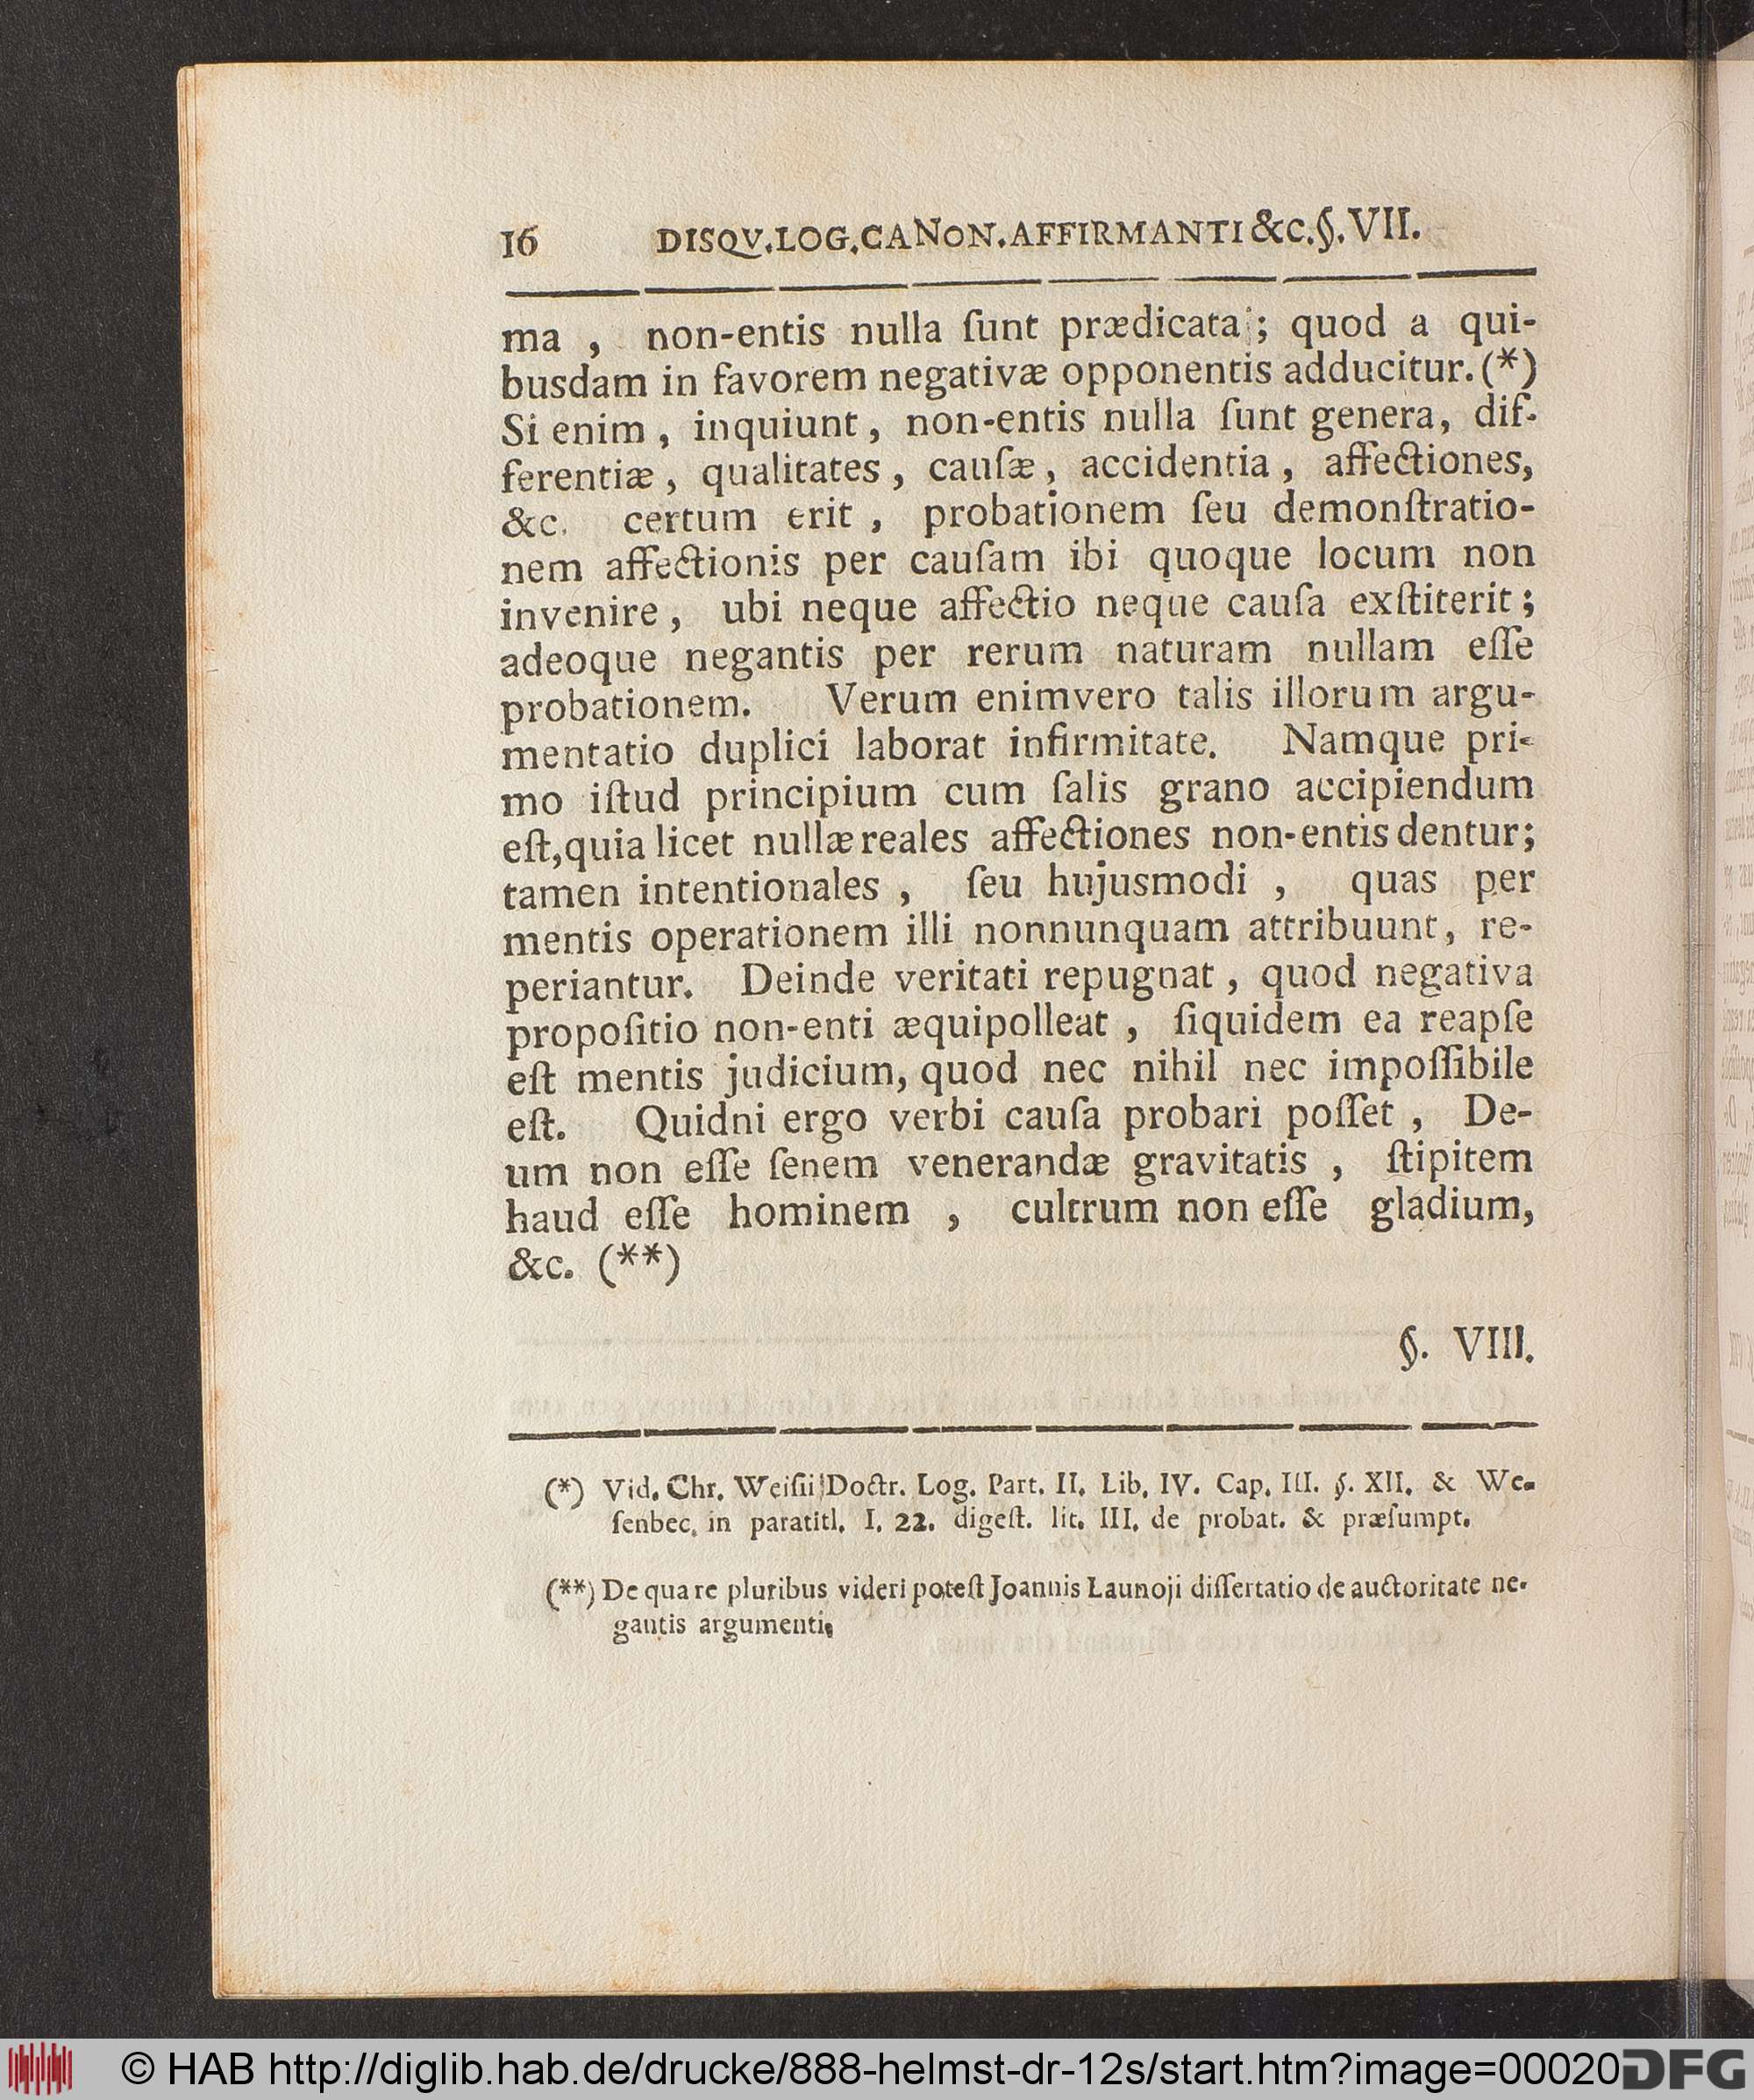 16 DISQV.LOG.CANON.AFFIRMANTI &c.§.VII.
ma , non-entis nulla ſunt prædicata ; quod a qui-
busdam in favorem negativæ opponentis adducitur. (*)
Si enim , inquiunt , non-entis nulla ſunt genera, dif-
ferentiæ , qualitates , cauſæ , accidentia , affectiones,
&c. certum erit , probationem ſeu demonſtratio-
nem affectionis per cauſam ibi quoque locum non
invenire , ubi neque affectio neque cauſa exſtiterit ;
adeoque negantis per rerum naturam nullam eſſe
probationem. Verum enimvero talis illorum argu-
mentatio duplici laborat infirmitate. Namque pri-
mo iſtud principium cum ſalis grano accipiendum
eſt,quia licet nullæ reales affectiones non-entis dentur;
tamen intentionales , ſeu hujusmodi , quas per
mentis operationem illi nonnunquam attribuunt, re-
periantur. Deinde veritati repugnat , quod negativa
propoſitio non-enti æquipolleat , ſiquidem ea reapſe
eſt mentis judicium, quod nec nihil nec impoſſibile
eſt. Quidni ergo verbi cauſa probari poſſet , De-
um non eſſe ſenem venerandæ gravitatis , ſtipitem
haud eſſe hominem , cultrum non eſſe gladium,
&c. (**)
§. VIII.
(*) Vid. Chr. Weiſii Doctr. Log. Part. II. Lib. IV. Cap. III. §. XII. & We-
ſenbec. in paratitl. I. 22. digeſt. lit. III. de probat. & præſumpt.
(**) De qua re pluribus videri poteſt Joannis Launoji diſſertatio de auctoritate ne-
gantis argumenti.
© HAB http://diglib.hab.de/drucke/888-helmst-dr-12s/start.htm?image=00020
DFG